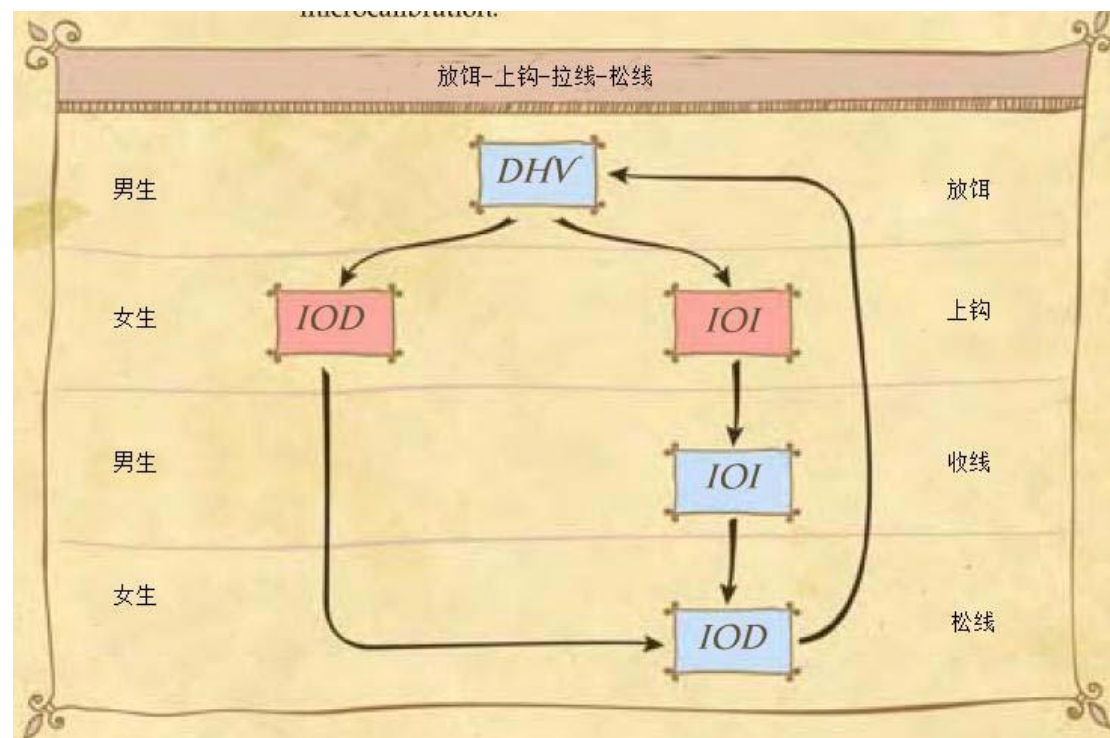 microcalibration.
放饵-上钩-拉线-松线
男生 DHV 放饵
女生 IOD IOI 上钩
男生 IOI 收线
女生 IOD 松线